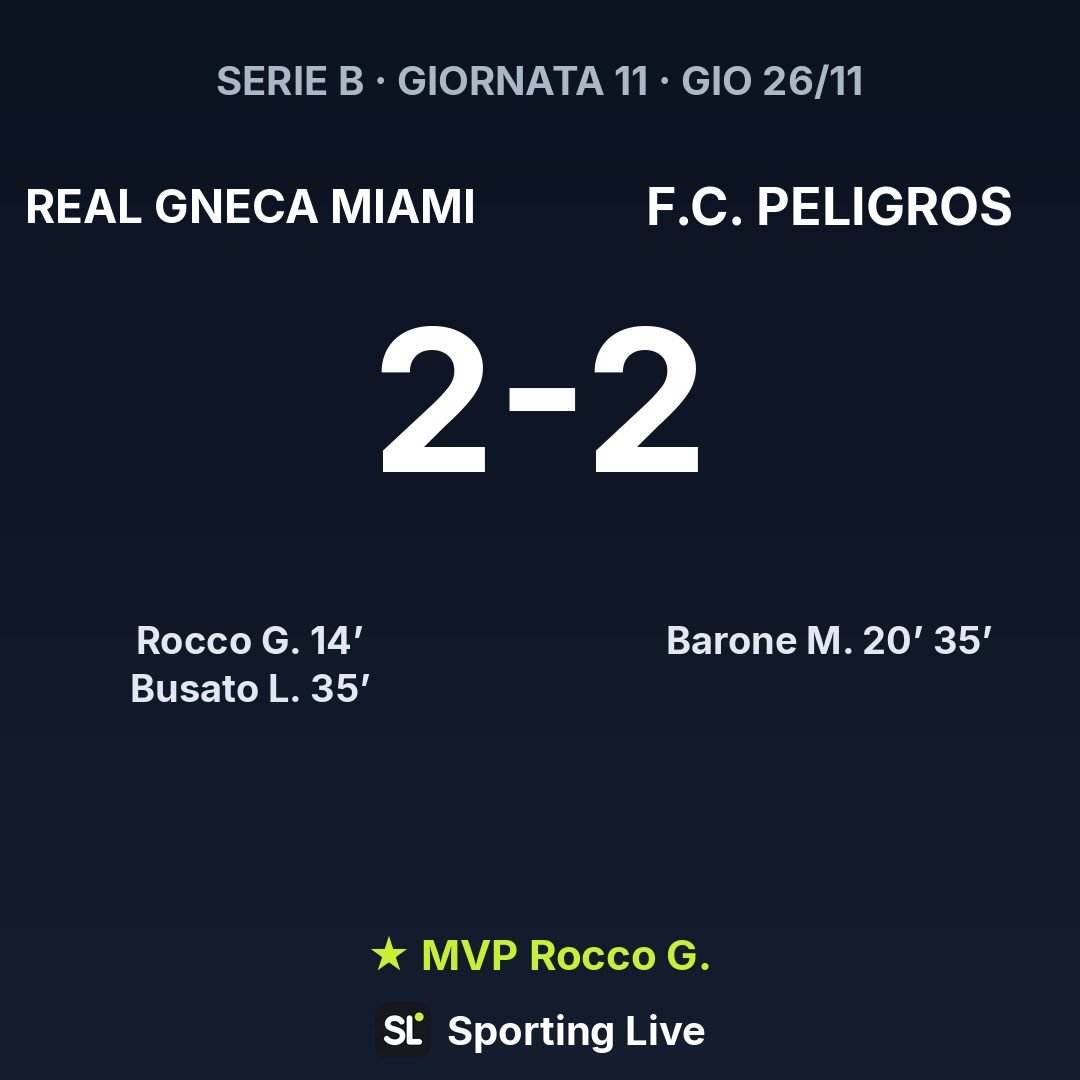 SERIE B · GIORNATA 11 · GIO 26/11
REAL GNECA MIAMI
F.C. PELIGROS
2-2
Rocco G. 14’
Busato L. 35’
Barone M. 20’ 35’
★ MVP Rocco G.
SL Sporting Live